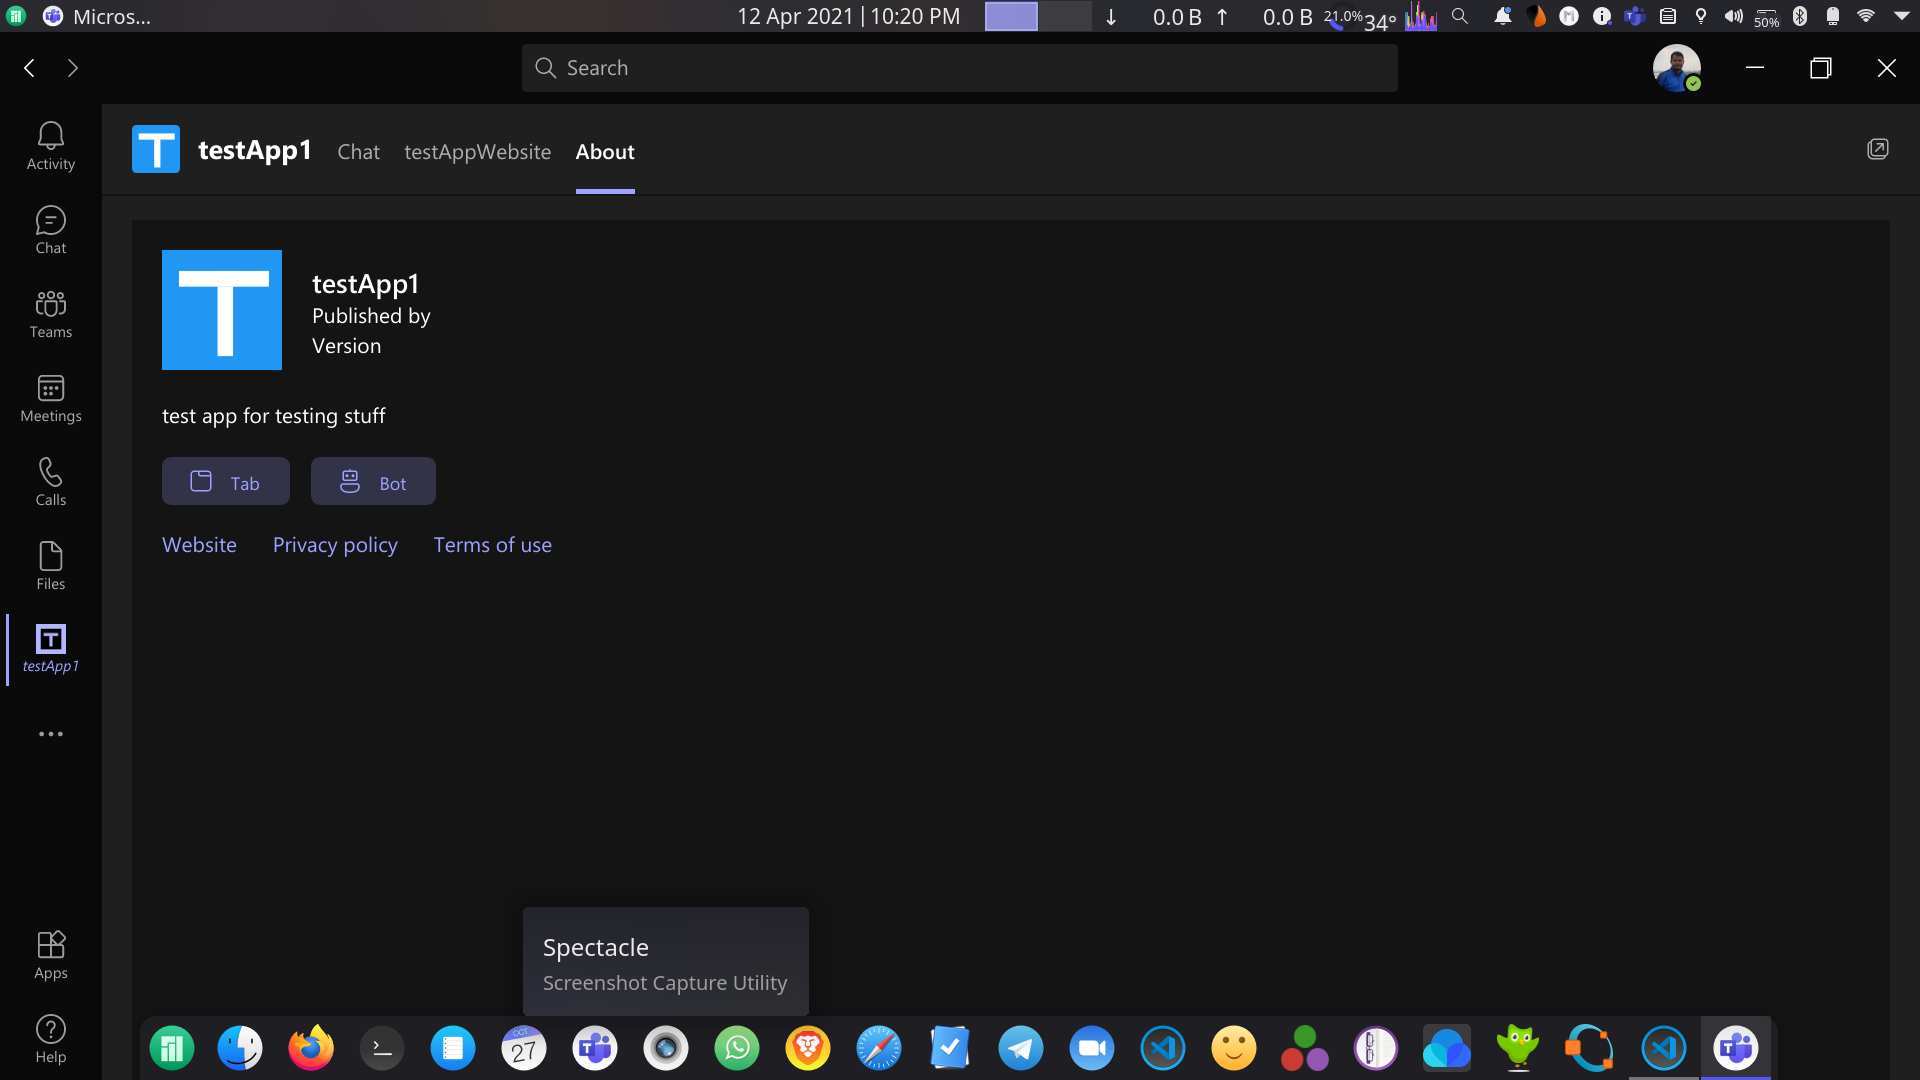 Micros...
12 Apr 2021 | 10:20 PM
↓ 0.0 B ↑ 0.0 B 21.0% 34°
50%
Search
Activity
Chat
Teams
Meetings
Calls
Files
testApp1
Apps
Help
T testApp1 Chat testAppWebsite About
T
testApp1
Published by
Version
test app for testing stuff
Tab Bot
Website Privacy policy Terms of use
Spectacle
Screenshot Capture Utility
OCT
27